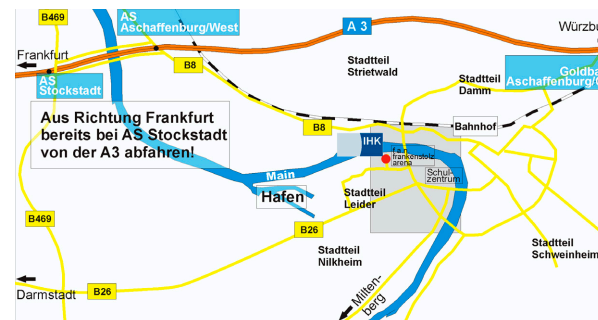 B469
AS
Aschaffenburg/West
A 3
Würzbu
Frankfurt
B8
Stadtteil
Strietwald
Goldba
Aschaffenburg/O
AS
Stockstadt
Stadtteil
Damm
Aus Richtung Frankfurt
bereits bei AS Stockstadt
von der A3 abfahren!
B8
Bahnhof
IHK
f.a.n.
frankenstolz
arena
Main
Schul-
zentrum
Hafen
Stadtteil
Leider
B469
B26
Stadtteil
Nilkheim
Stadtteil
Schweinheim
B26
Darmstadt
Milten-
berg